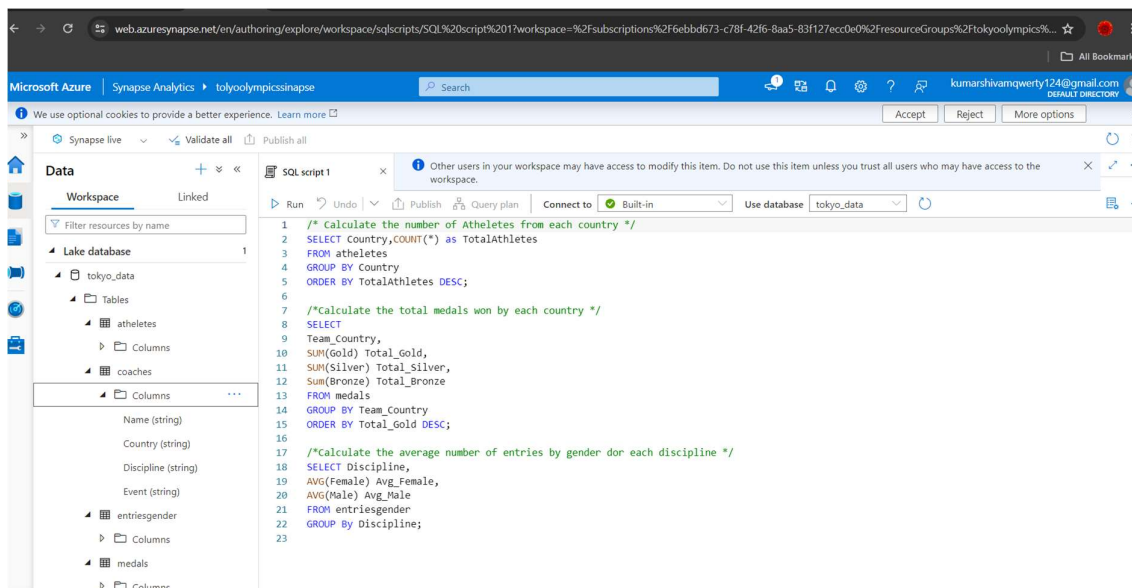 web.azuresynapse.net/en/authoring/explore/workspace/sqlscripts/SQL%20script%201?workspace=%2Fsubscriptions%2F6ebbd673-c78f-42f6-8aa5-83f127ecc0e0%2FresourceGroups%2Ftokyoolympics%...
All Bookmark
Microsoft Azure | Synapse Analytics ▸ tolyoolympicssinapse
Search
1
kumarshivamqwerty124@gmail.com
DEFAULT DIRECTORY
We use optional cookies to provide a better experience. Learn more
Accept Reject More options
Synapse live Validate all Publish all
Data
Workspace Linked
Filter resources by name
Lake database 1
tokyo_data
Tables
atheletes
Columns
coaches
Columns ...
Name (string)
Country (string)
Discipline (string)
Event (string)
entriesgender
Columns
medals
Columns
SQL script 1
Other users in your workspace may have access to modify this item. Do not use this item unless you trust all users who may have access to the
workspace.
Run Undo Publish Query plan Connect to Built-in Use database tokyo_data
1 /* Calculate the number of Atheletes from each country */
2 SELECT Country,COUNT(*) as TotalAthletes
3 FROM atheletes
4 GROUP BY Country
5 ORDER BY TotalAthletes DESC;
6
7 /*Calculate the total medals won by each country */
8 SELECT
9 Team_Country,
10 SUM(Gold) Total_Gold,
11 SUM(Silver) Total_Silver,
12 Sum(Bronze) Total_Bronze
13 FROM medals
14 GROUP BY Team_Country
15 ORDER BY Total_Gold DESC;
16
17 /*Calculate the average number of entries by gender dor each discipline */
18 SELECT Discipline,
19 AVG(Female) Avg_Female,
20 AVG(Male) Avg_Male
21 FROM entriesgender
22 GROUP By Discipline;
23